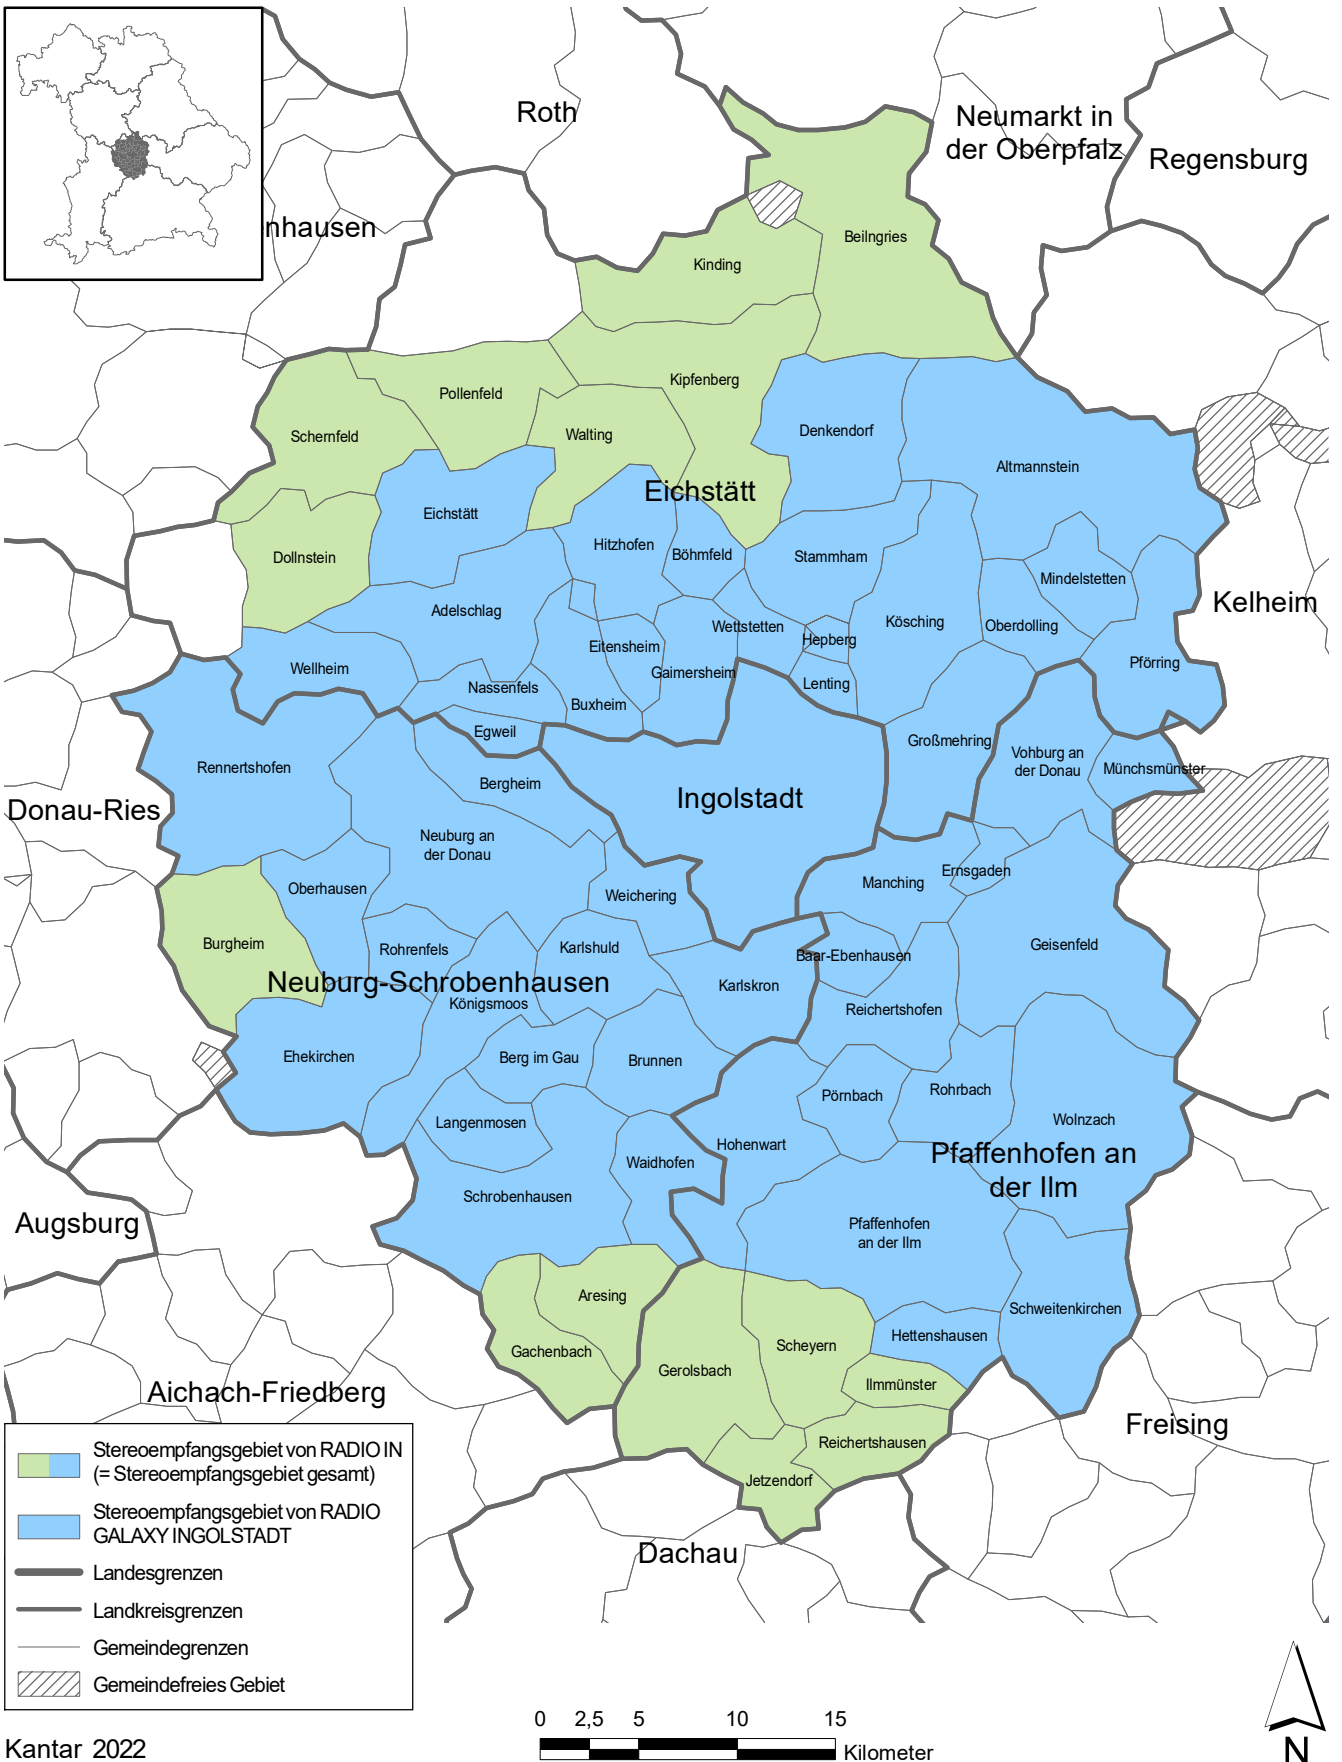 Roth
Neumarkt in
der Oberpfalz
Regensburg
nhausen
Beilngries
Kinding
Kipfenberg
Pollenfeld
Schernfeld
Walting
Denkendorf
Altmannstein
Eichstätt
Eichstätt
Dollnstein
Hitzhofen
Böhmfeld
Stammham
Mindelstetten
Kelheim
Adelschlag
Wettstetten
Hepberg
Kösching
Oberdolling
Eitensheim
Gaimersheim
Pförring
Wellheim
Nassenfels
Buxheim
Lenting
Egweil
Großmehring
Vohburg an
der Donau
Münchsmünster
Rennertshofen
Bergheim
Ingolstadt
Donau-Ries
Neuburg an
der Donau
Oberhausen
Weichering
Manching
Ernsgaden
Burgheim
Rohrenfels
Karlshuld
Baar-Ebenhausen
Geisenfeld
Neuburg-Schrobenhausen
Karlskron
Königsmoos
Reichertshofen
Ehekirchen
Berg im Gau
Brunnen
Pörnbach
Rohrbach
Langenmosen
Wolnzach
Hohenwart
Waidhofen
Pfaffenhofen an
der Ilm
Schrobenhausen
Augsburg
Pfaffenhofen
an der Ilm
Aresing
Schweitenkirchen
Hettenshausen
Gachenbach
Scheyern
Gerolsbach
Ilmmünster
Aichach-Friedberg
Freising
Reichertshausen
Jetzendorf
Dachau
Stereoempfangsgebiet von RADIO IN
(= Stereoempfangsgebiet gesamt)
Stereoempfangsgebiet von RADIO
GALAXY INGOLSTADT
Landesgrenzen
Landkreisgrenzen
Gemeindegrenzen
Gemeindefreies Gebiet
0 2,5 5 10 15
Kilometer
N
Kantar 2022